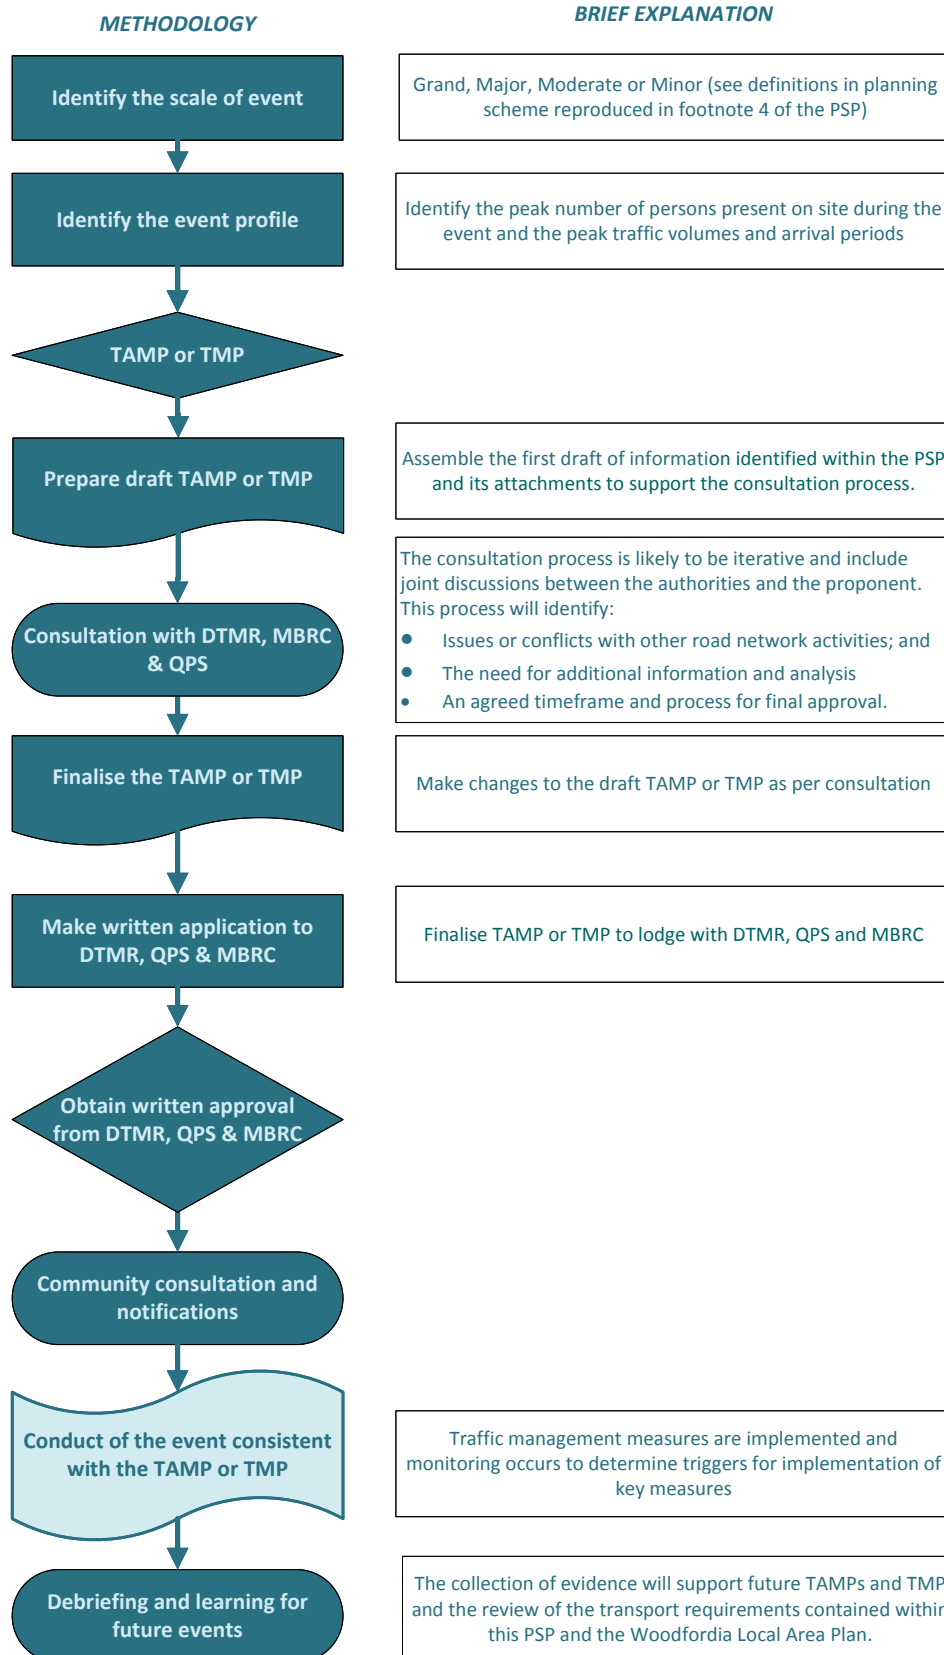 METHODOLOGY
BRIEF EXPLANATION
Identify the scale of event
Grand, Major, Moderate or Minor (see definitions in planning
scheme reproduced in footnote 4 of the PSP)
Identify the event profile
Identify the peak number of persons present on site during the
event and the peak traffic volumes and arrival periods
TAMP or TMP
Prepare draft TAMP or TMP
Assemble the first draft of information identified within the PSP
and its attachments to support the consultation process.
Consultation with DTMR, MBRC
& QPS
The consultation process is likely to be iterative and include
joint discussions between the authorities and the proponent.
This process will identify:
● Issues or conflicts with other road network activities; and
● The need for additional information and analysis
• An agreed timeframe and process for final approval.
Finalise the TAMP or TMP
Make changes to the draft TAMP or TMP as per consultation
Make written application to
DTMR, QPS & MBRC
Finalise TAMP or TMP to lodge with DTMR, QPS and MBRC
Obtain written approval
from DTMR, QPS & MBRC
Community consultation and
notifications
Conduct of the event consistent
with the TAMP or TMP
Traffic management measures are implemented and
monitoring occurs to determine triggers for implementation of
key measures
Debriefing and learning for
future events
The collection of evidence will support future TAMPs and TMP
and the review of the transport requirements contained within
this PSP and the Woodfordia Local Area Plan.